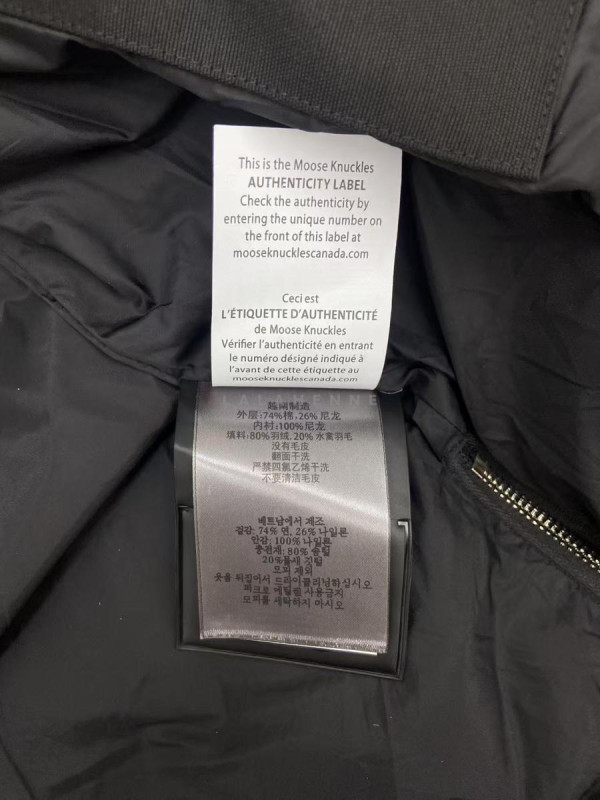 This is the Moose Knuckles
AUTHENTICITY LABEL
Check the authenticity by
entering the unique number on
the front of this label at
mooseknucklescanada.com
Ceci est
L'ÉTIQUETTE D'AUTHENTICITÉ
de Moose Knuckles
Vérifier l'authenticité en entrant
le numéro désigné indiqué à
l'avant de cette étiquette au
mooseknucklescanada.com
越南制造
外层:74%棉,26%尼龙
内衬:100%尼龙
填料:80%羽绒,20%水禽羽毛
没有毛皮
翻面干洗
严禁四氯乙烯干洗
不要清洁毛皮
베트남에서 제조
겉감: 74% 면, 26% 나일론
안감: 100% 나일론
충전재: 80% 솜털
20%물새 깃털
모피 제외
옷을 뒤집어서 드라이클리닝하십시오
퍼크로 에틸렌 사용금지
모피를 세탁하지 마시오